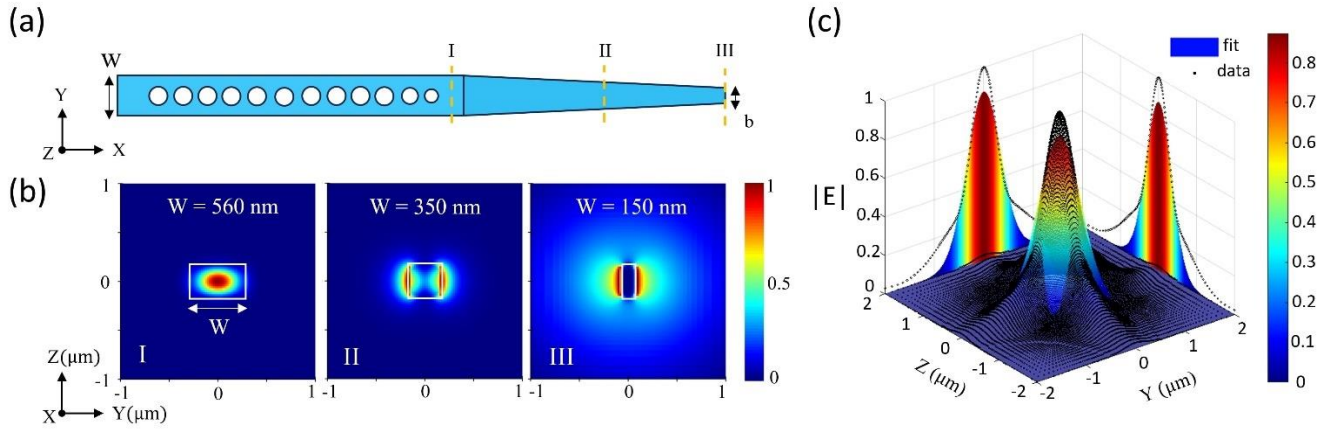 (a)
W
I
II
III
b
Y
Z
X
(b)
1
0
-1
Z(μm)
X
Y(μm)
W = 560 nm
W
I
-1
0
1
W = 350 nm
II
-1
0
1
W = 150 nm
III
-1
0
1
1
0.5
0
(c)
fit
data
|E|
1
0.8
0.6
0.4
0.2
0
2
1
0
-1
-2
Z (μm)
-2
-1
0
1
2
Y (μm)
0.8
0.7
0.6
0.5
0.4
0.3
0.2
0.1
0